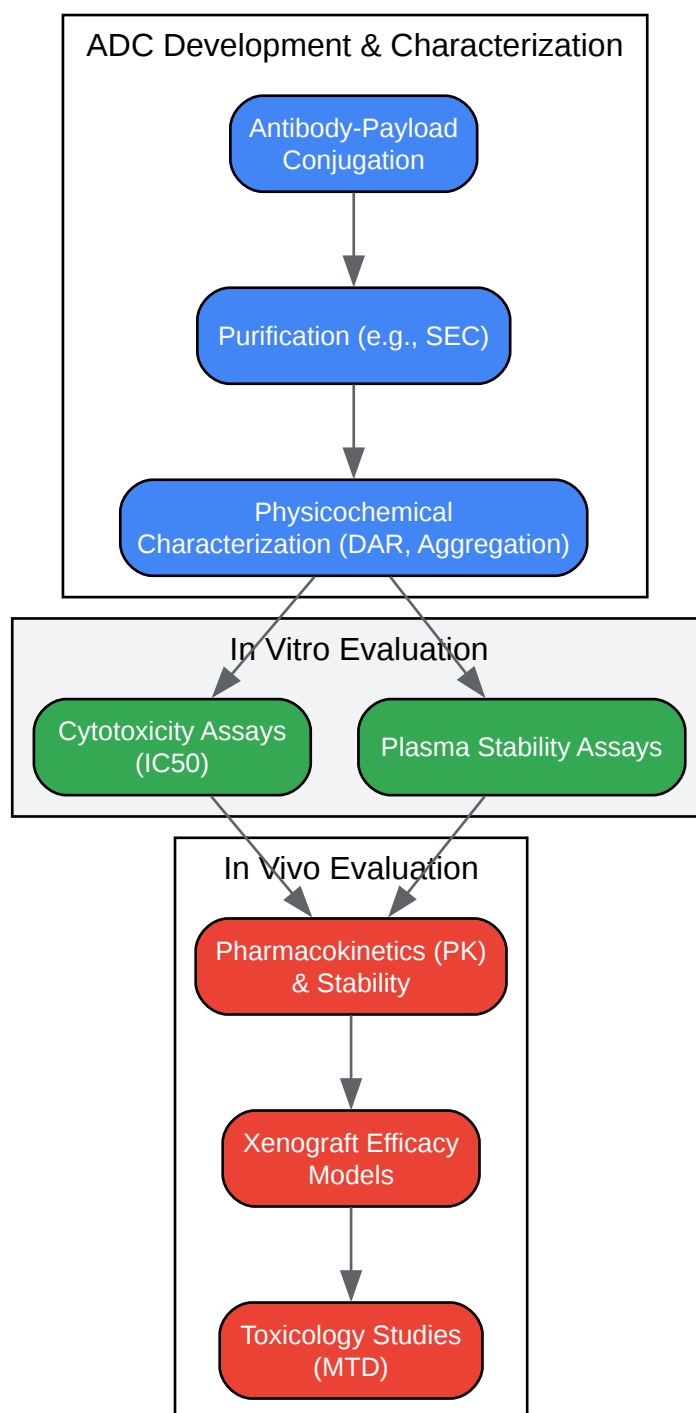 ADC Development & Characterization
Antibody-Payload
Conjugation
Purification (e.g., SEC)
Physicochemical
Characterization (DAR, Aggregation)
In Vitro Evaluation
Cytotoxicity Assays
(IC50)
Plasma Stability Assays
In Vivo Evaluation
Pharmacokinetics (PK)
& Stability
Xenograft Efficacy
Models
Toxicology Studies
(MTD)